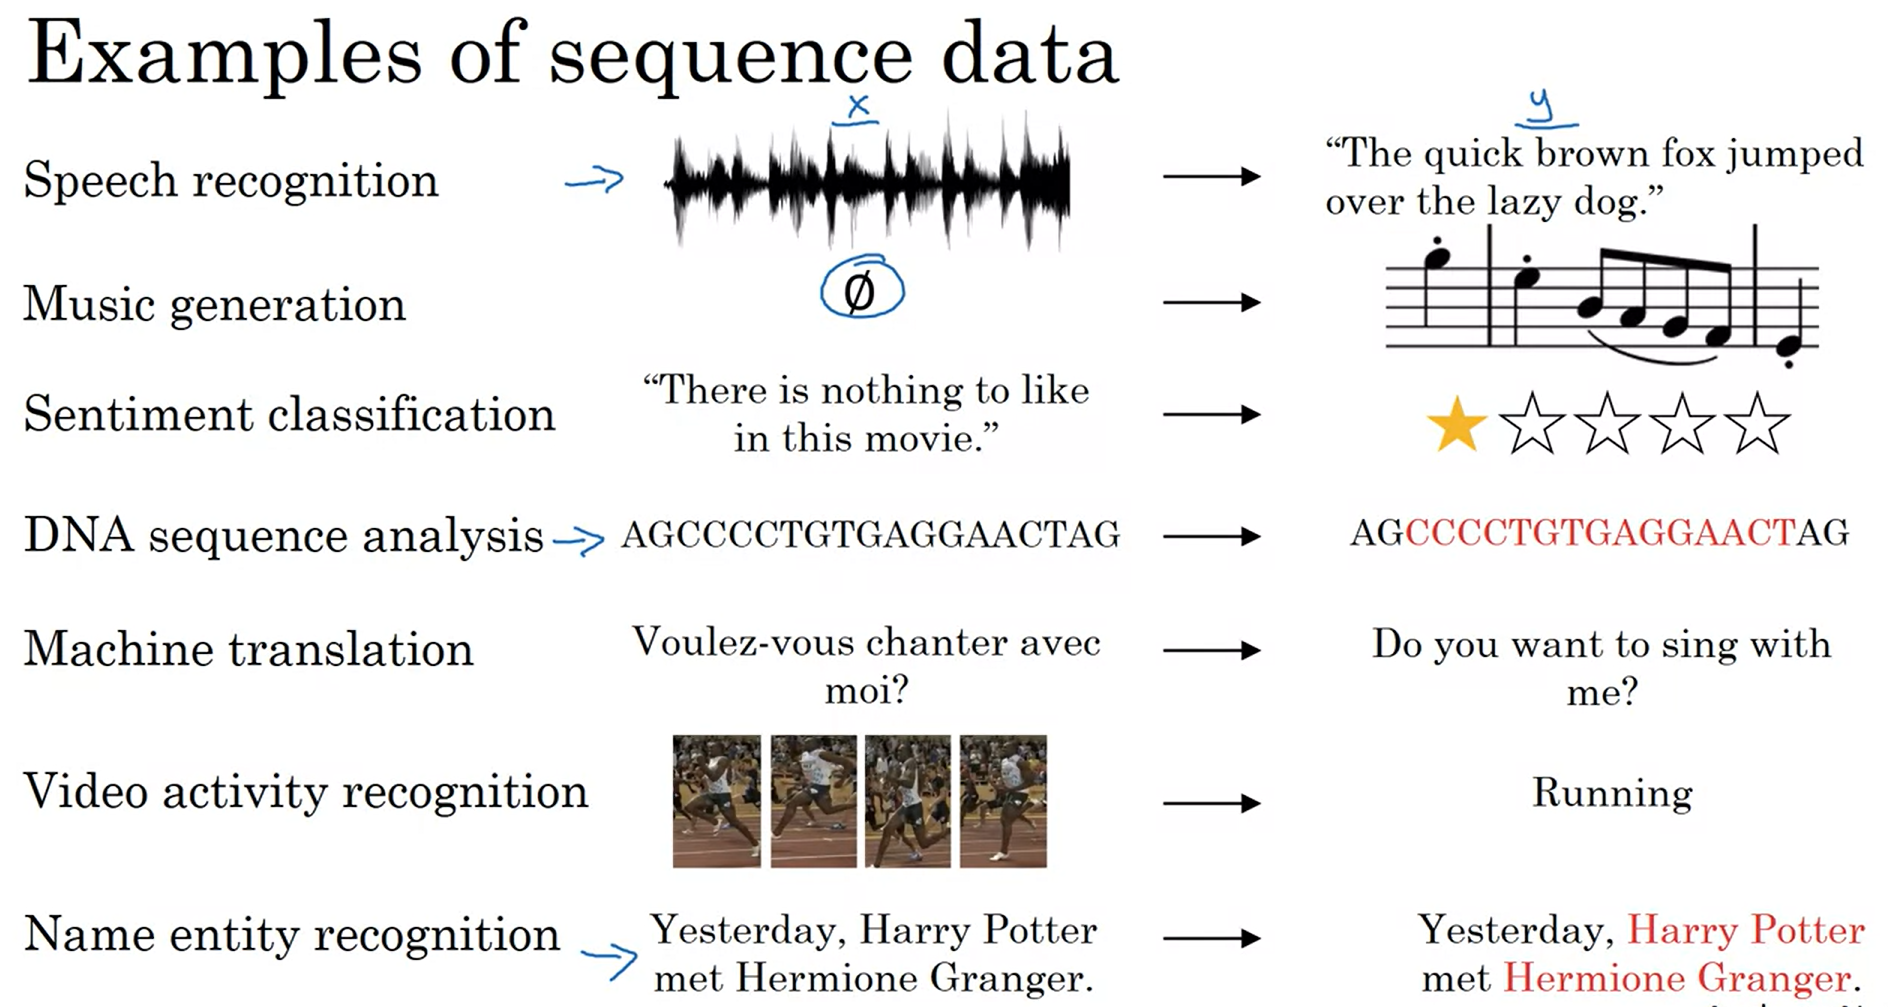 Examples of sequence data
x
y
Speech recognition
“The quick brown fox jumped
over the lazy dog.”
Music generation
∅
Sentiment classification
“There is nothing to like
in this movie.”
DNA sequence analysis
AGCCCCTGTGAGGAACTAG
AGCCCCTGTGAGGAACTAG
Machine translation
Voulez-vous chanter avec
moi?
Do you want to sing with
me?
Video activity recognition
Running
Name entity recognition
Yesterday, Harry Potter
met Hermione Granger.
Yesterday, Harry Potter
met Hermione Granger.